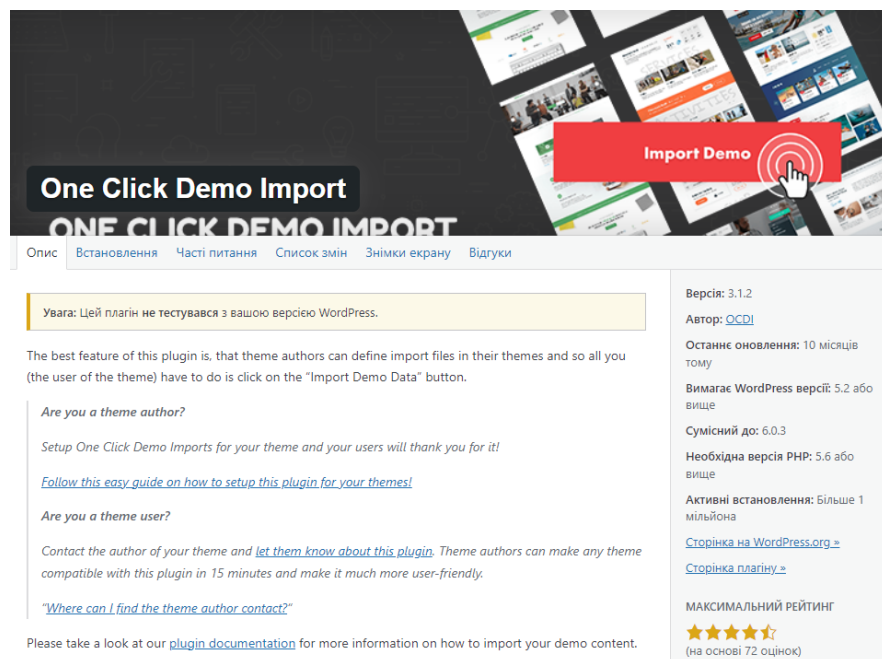 Import Demo
One Click Demo Import
ONE CLICK DEMO IMPORT
Опис Встановлення Часті питання Список змін Знімки екрану Відгуки
Увага: Цей плагін не тестувався з вашою версією WordPress.
The best feature of this plugin is, that theme authors can define import files in their themes and so all you
(the user of the theme) have to do is click on the “Import Demo Data” button.
Are you a theme author?
Setup One Click Demo Imports for your theme and your users will thank you for it!
Follow this easy guide on how to setup this plugin for your themes!
Are you a theme user?
Contact the author of your theme and let them know about this plugin. Theme authors can make any theme
compatible with this plugin in 15 minutes and make it much more user-friendly.
“Where can I find the theme author contact?“
Please take a look at our plugin documentation for more information on how to import your demo content.
Версія: 3.1.2
Автор: OCDI
Останнє оновлення: 10 місяців
тому
Вимагає WordPress версії: 5.2 або
вище
Сумісний до: 6.0.3
Необхідна версія PHP: 5.6 або
вище
Активні встановлення: Більше 1
мільйона
Сторінка на WordPress.org »
Сторінка плагіну »
МАКСИМАЛЬНИЙ РЕЙТИНГ
(на основі 72 оцінок)